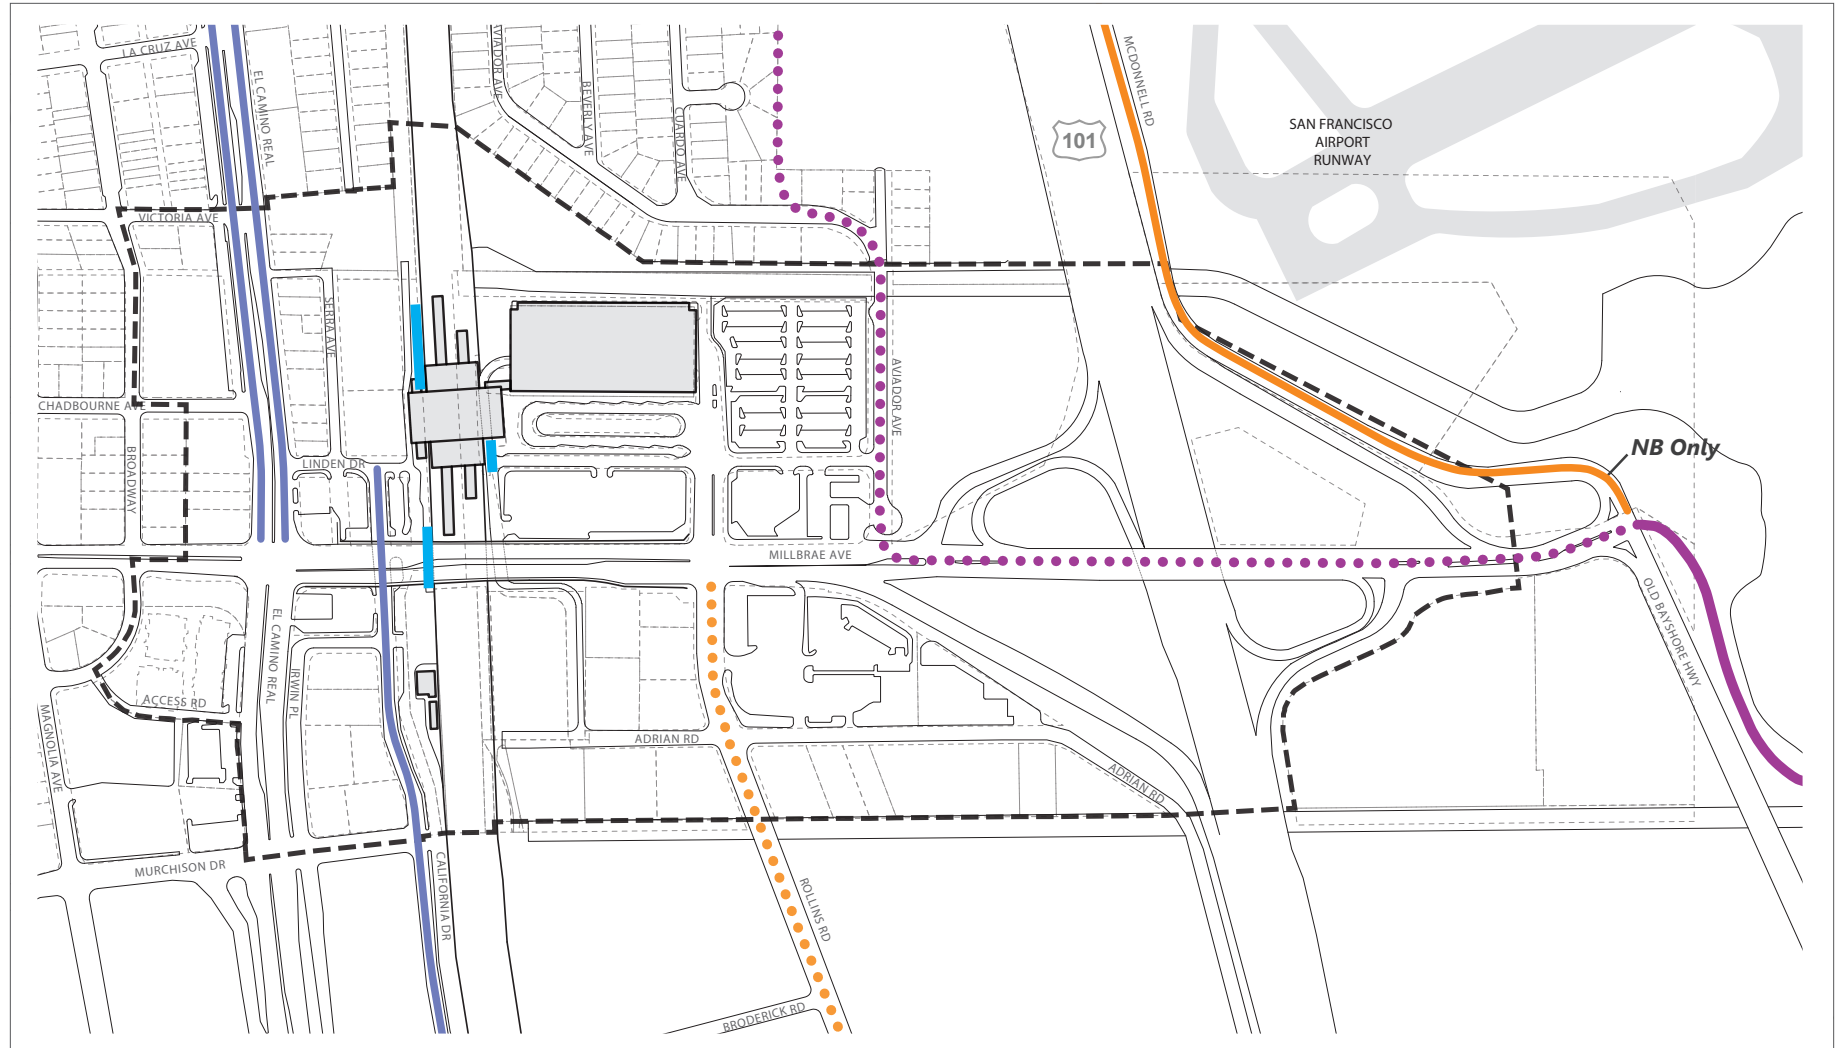 LA CRUZ AVE
EL CAMINO REAL
AVIADOR AVE
BEVERLY AVE
CUARDO AVE
MCDONNELL RD
101
SAN FRANCISCO
AIRPORT
RUNWAY
VICTORIA AVE
SERRA AVE
CHADBOURNE AVE
BROADWAY
LINDEN DR
AVIADOR AVE
NB Only
MILLBRAE AVE
OLD BAYSHORE HWY
EL CAMINO REAL
IRWIN PL
ACCESS RD
MAGNOLIA AVE
ADRIAN RD
ADRIAN RD
MURCHISON DR
CALIFORNIA DR
ROLLINS RD
BRODERICK RD